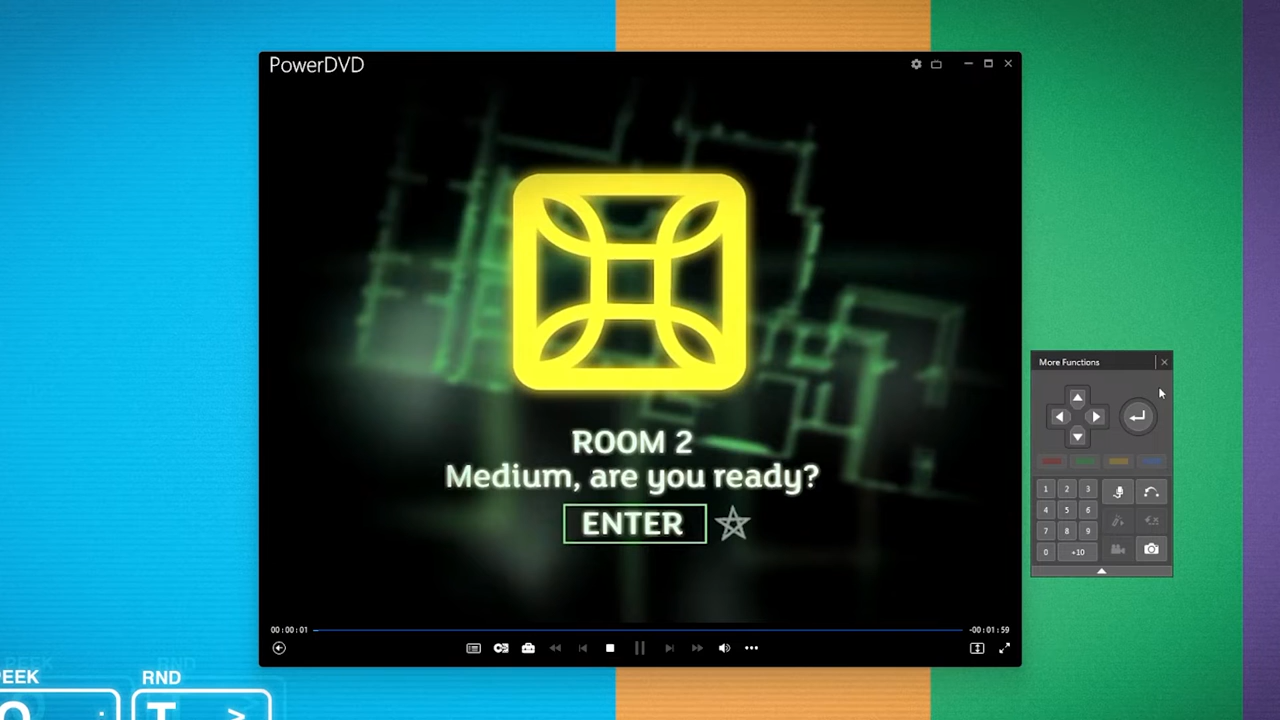 PowerDVD
ROOM 2
Medium, are you ready?
ENTER
00:00:01
-00:01:59
More Functions
1 2 3
4 5 6
7 8 9
0 +10
PEEK
RND
T >